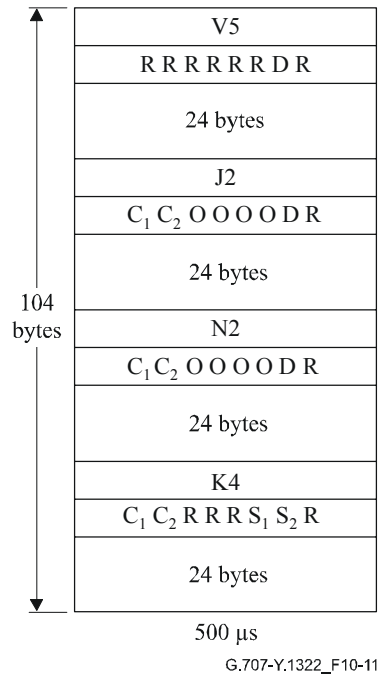 V5
R R R R R R D R
24 bytes
J2
C₁ C₂ O O O O D R
24 bytes
104
bytes
N2
C₁ C₂ O O O O D R
24 bytes
K4
C₁ C₂ R R R S₁ S₂ R
24 bytes
500 µs
G.707-Y.1322_F10-11